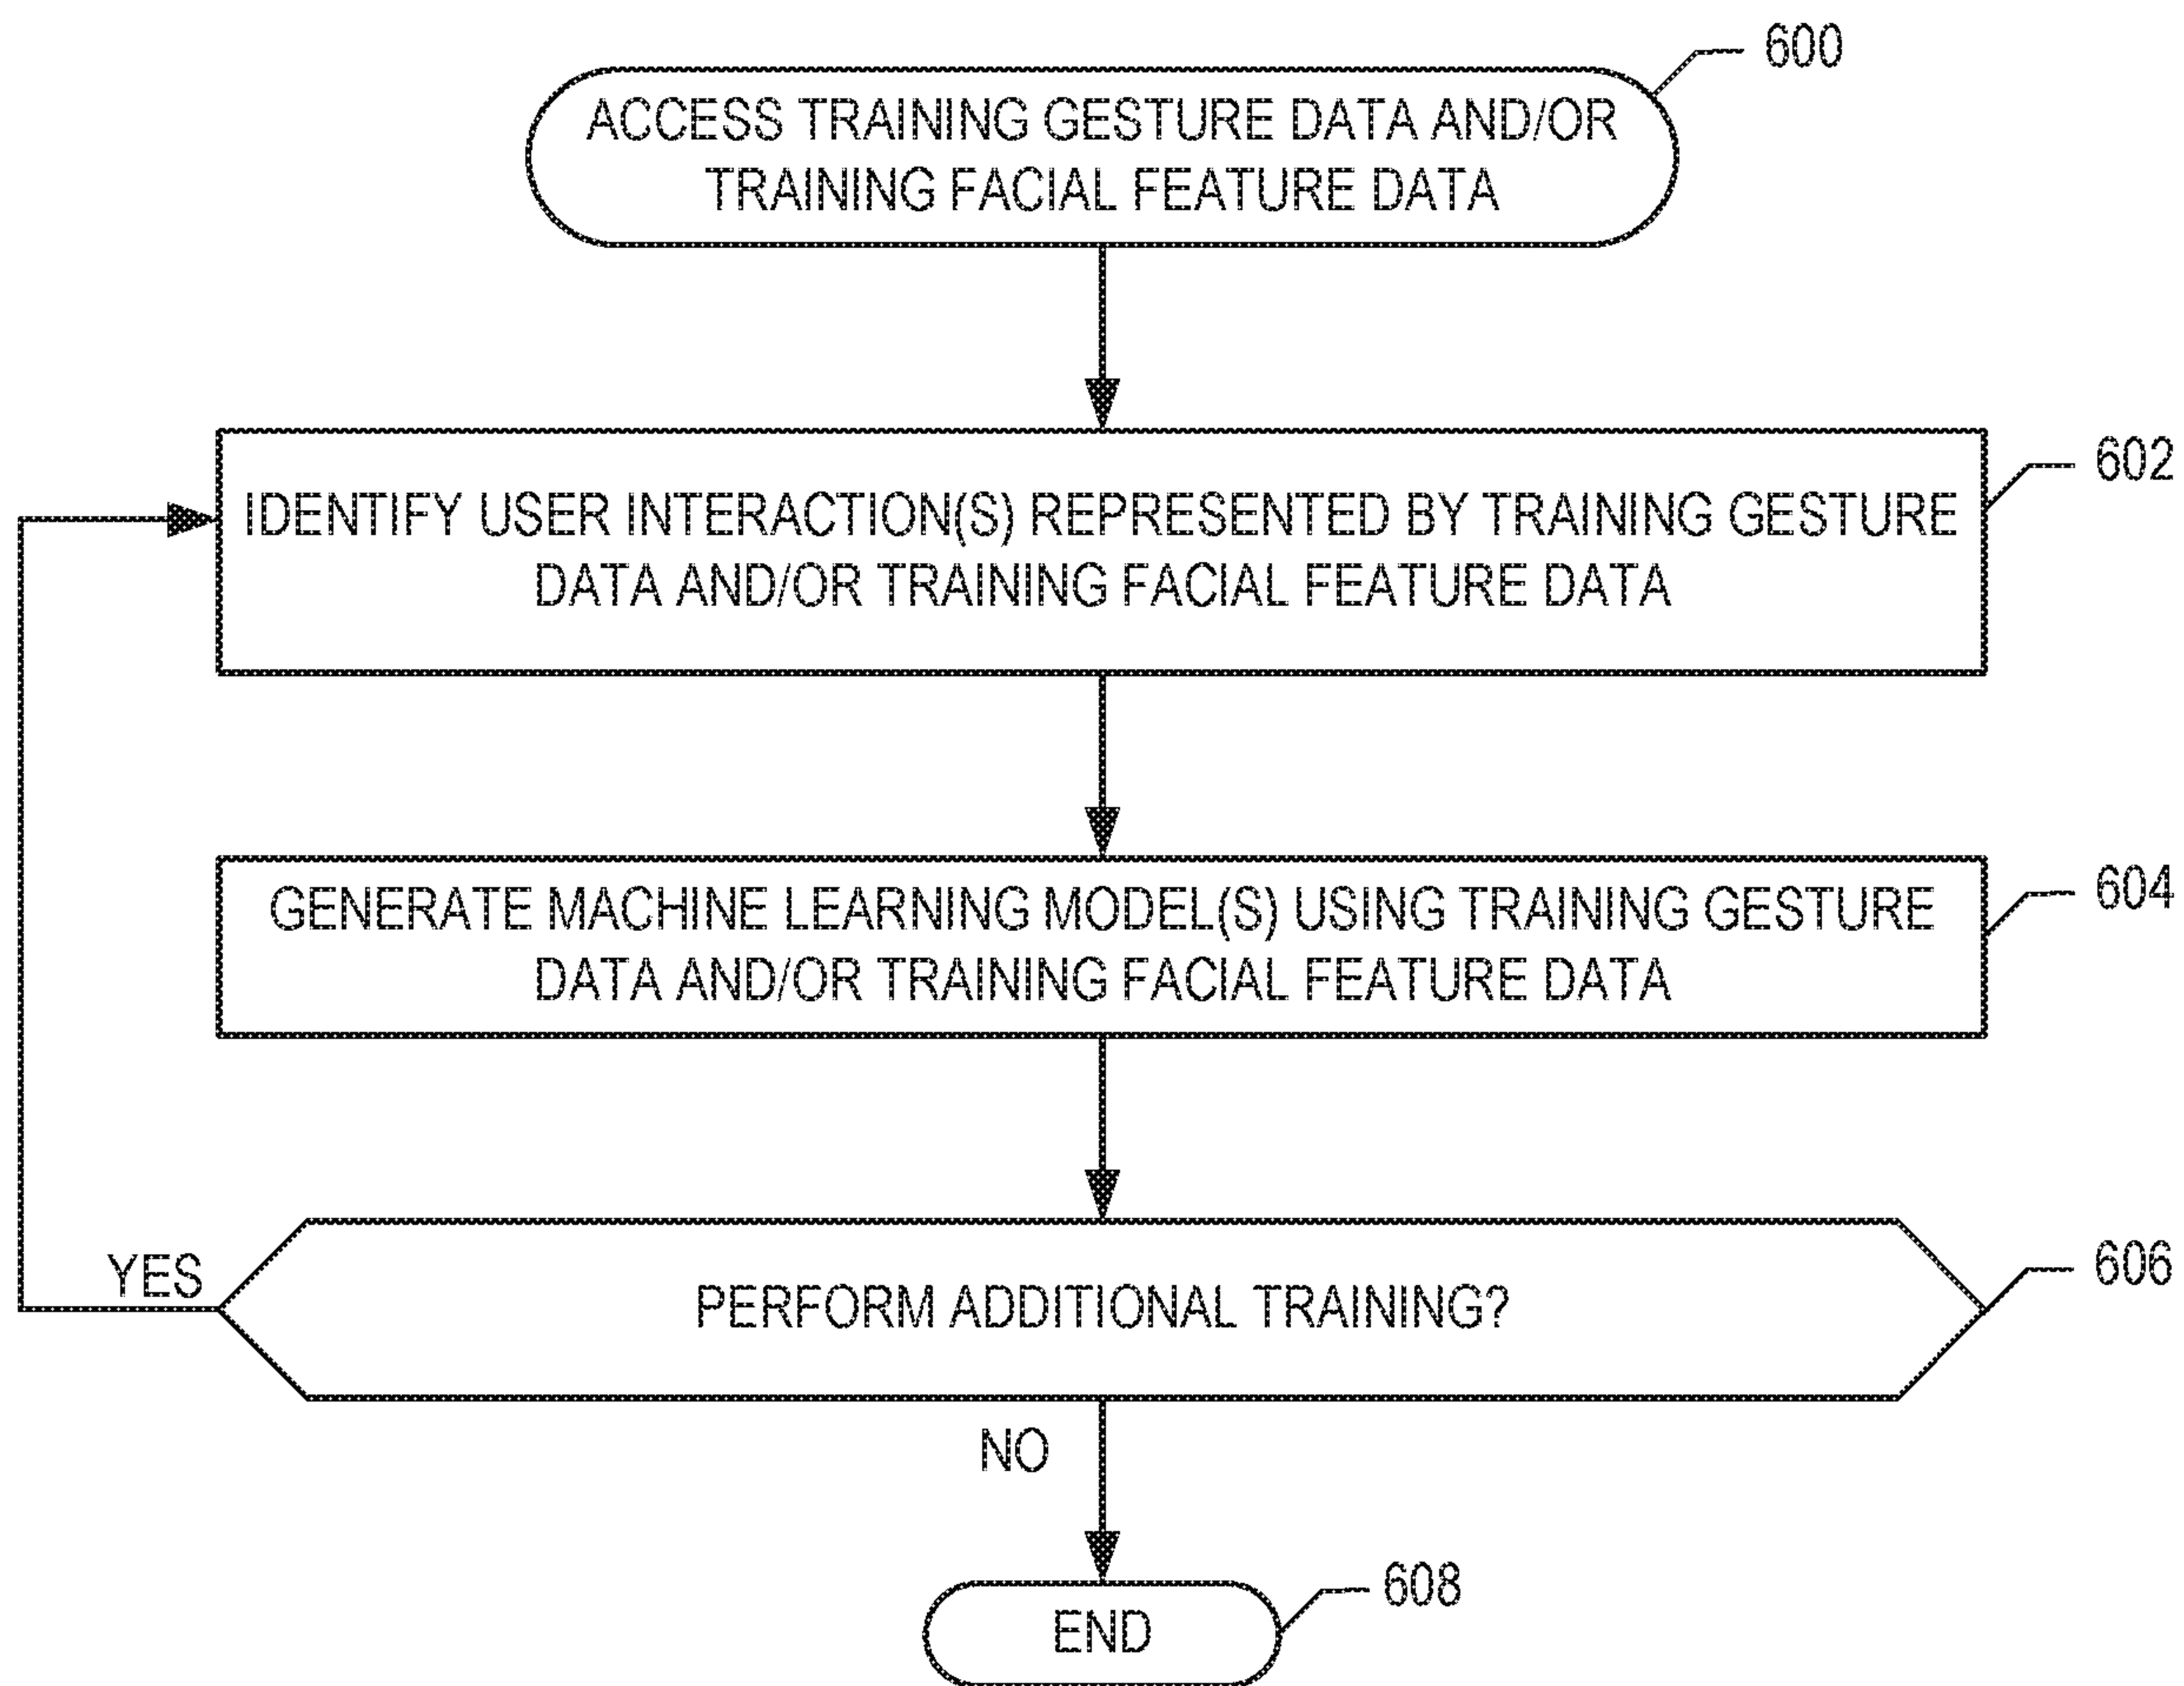 600
ACCESS TRAINING GESTURE DATA AND/OR
TRAINING FACIAL FEATURE DATA
602
IDENTIFY USER INTERACTION(S) REPRESENTED BY TRAINING GESTURE
DATA AND/OR TRAINING FACIAL FEATURE DATA
604
GENERATE MACHINE LEARNING MODEL(S) USING TRAINING GESTURE
DATA AND/OR TRAINING FACIAL FEATURE DATA
606
YES
PERFORM ADDITIONAL TRAINING?
NO
608
END